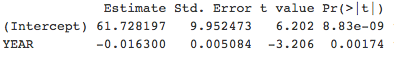 Estimate Std. Error t value Pr(>|t|)
(Intercept) 61.728197 9.952473 6.202 8.83e-09
YEAR -0.016300 0.005084 -3.206 0.00174